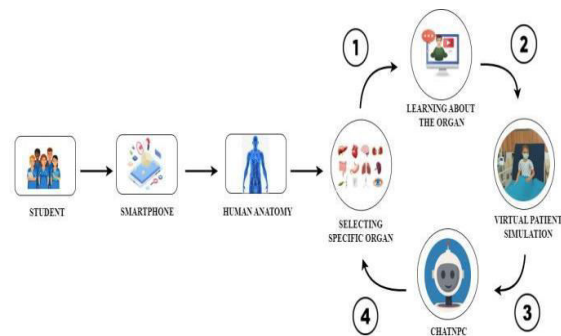 1
2
LEARNING ABOUT
THE ORGAN
STUDENT
SMARTPHONE
HUMAN ANATOMY
SELECTING
SPECIFIC ORGAN
VIRTUAL PATIENT
SIMULATION
4
CHATNPC
3